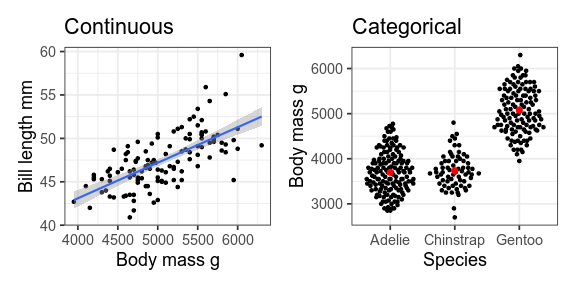 Continuous
60
55
50
45
40
Bill length mm
4000 4500 5000 5500 6000
Body mass g
Categorical
6000
5000
4000
3000
Body mass g
Adelie Chinstrap Gentoo
Species